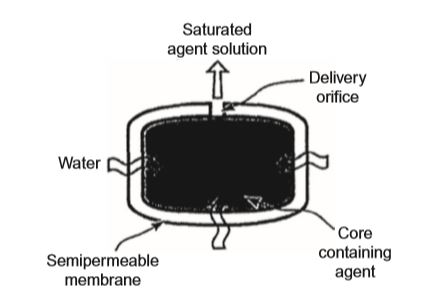 Saturated
agent solution
Delivery
orifice
Water
Core
containing
agent
Semipermeable
membrane